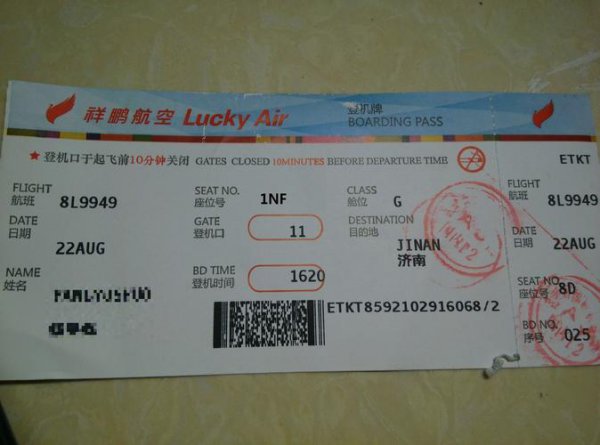 祥鹏航空 Lucky Air
登机牌
BOARDING PASS
★ 登机口于起飞前10分钟关闭 GATES CLOSED 10MINUTES BEFORE DEPARTURE TIME
ETKT
FLIGHT
航班 8L9949
SEAT NO.
座位号 1NF
CLASS
舱位 G
FLIGHT
航班 8L9949
DATE
日期 22AUG
GATE
登机口 11
DESTINATION
目的地 JINAN
济南
DATE
日期 22AUG
NAME
姓名
BD TIME
登机时间 1620
SEAT NO.
座位号 8D
ETKT8592102916068/2
BD NO.
序号 025